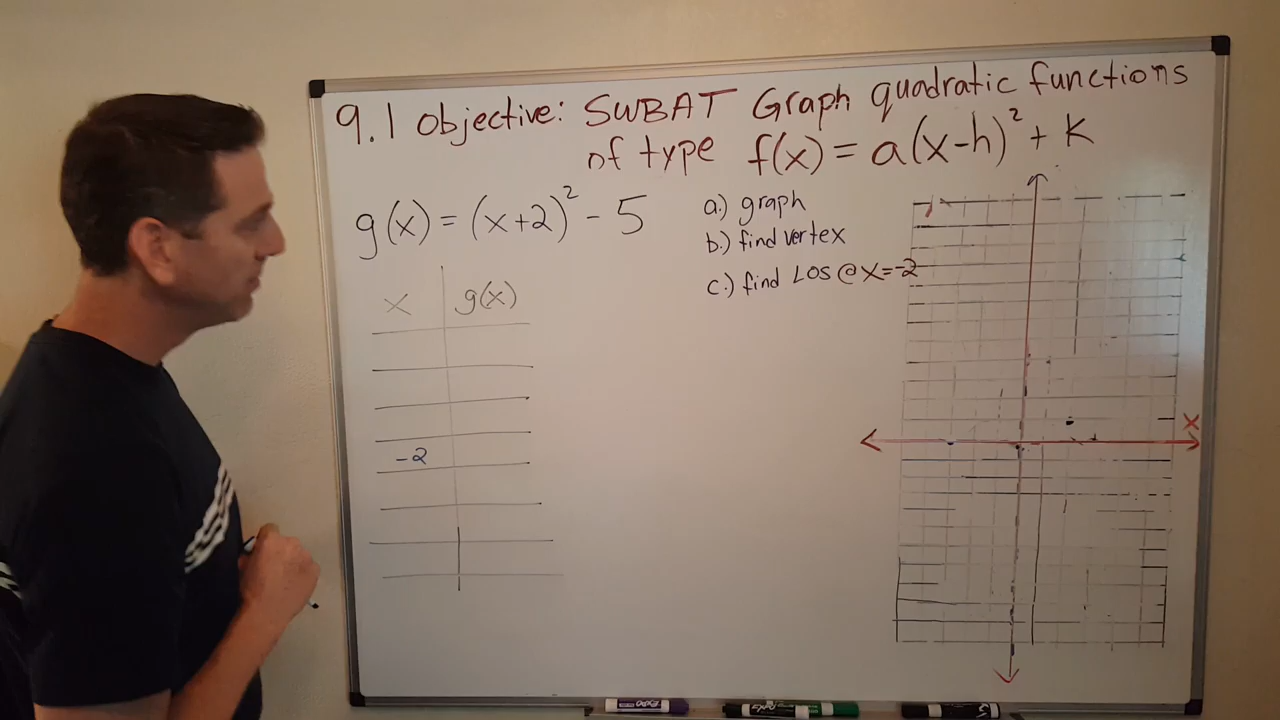 9.1 Objective: SWBAT Graph quadratic functions
of type f(x) = a(x-h)² + K
g(x) = (x+2)² - 5
a.) graph
b.) find vertex
c.) find LOS @ X=-2
x g(x)
-2
X
EXPO